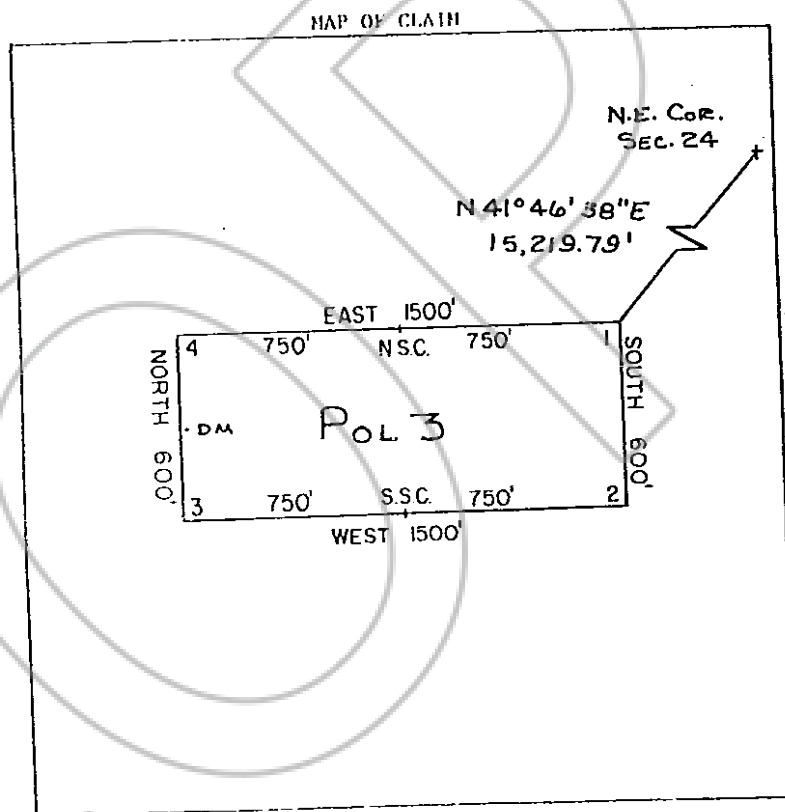 MAP OF CLAIM
N.E. COR.
SEC. 24
N 41° 46' 38" E
15,219.79'
EAST 1500'
4 750' N S.C. 750' 1
NORTH 600'
SOUTH 600'
· DM
POL 3
3 750' S.S.C. 750' 2
WEST 1500'